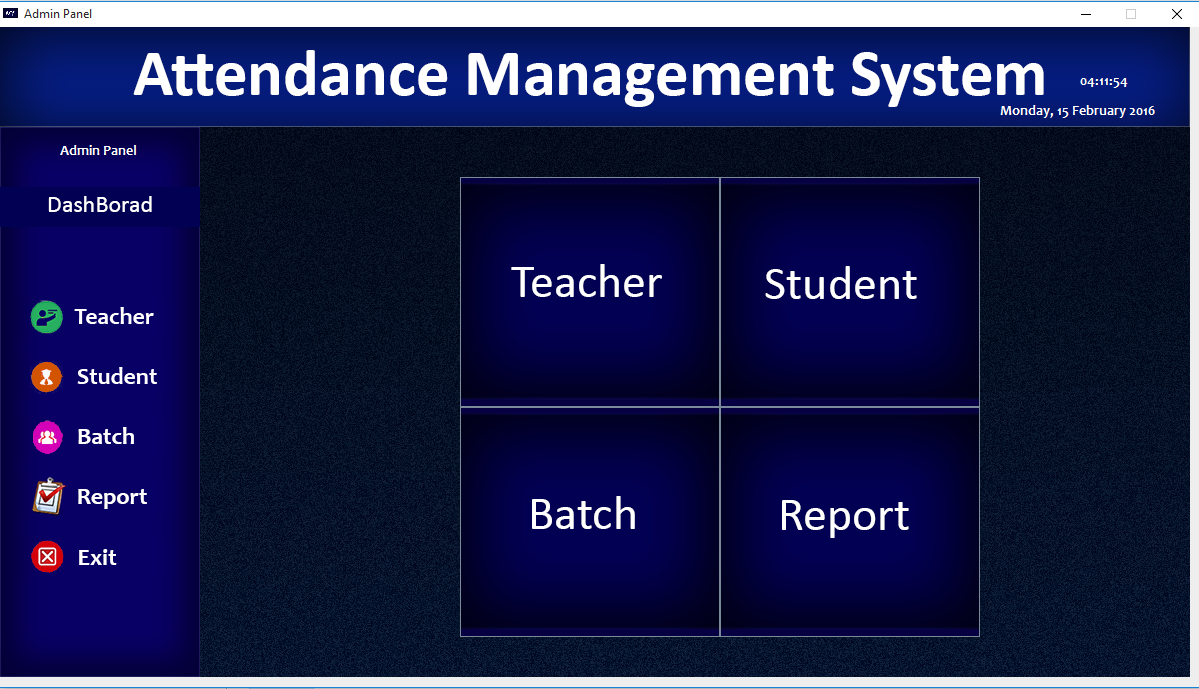 Admin Panel
Attendance Management System
04:11:54
Monday, 15 February 2016
Admin Panel
DashBorad
Teacher
Student
Batch
Report
Exit
Teacher
Student
Batch
Report